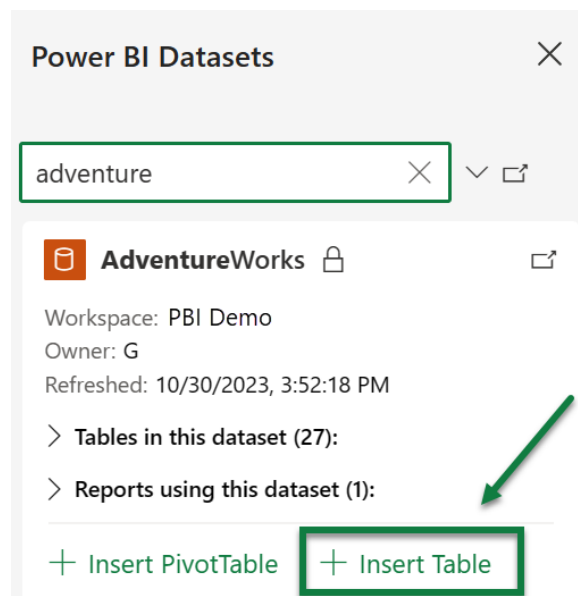 Power BI Datasets
adventure
AdventureWorks
Workspace: PBI Demo
Owner: G
Refreshed: 10/30/2023, 3:52:18 PM
Tables in this dataset (27):
Reports using this dataset (1):
Insert PivotTable Insert Table